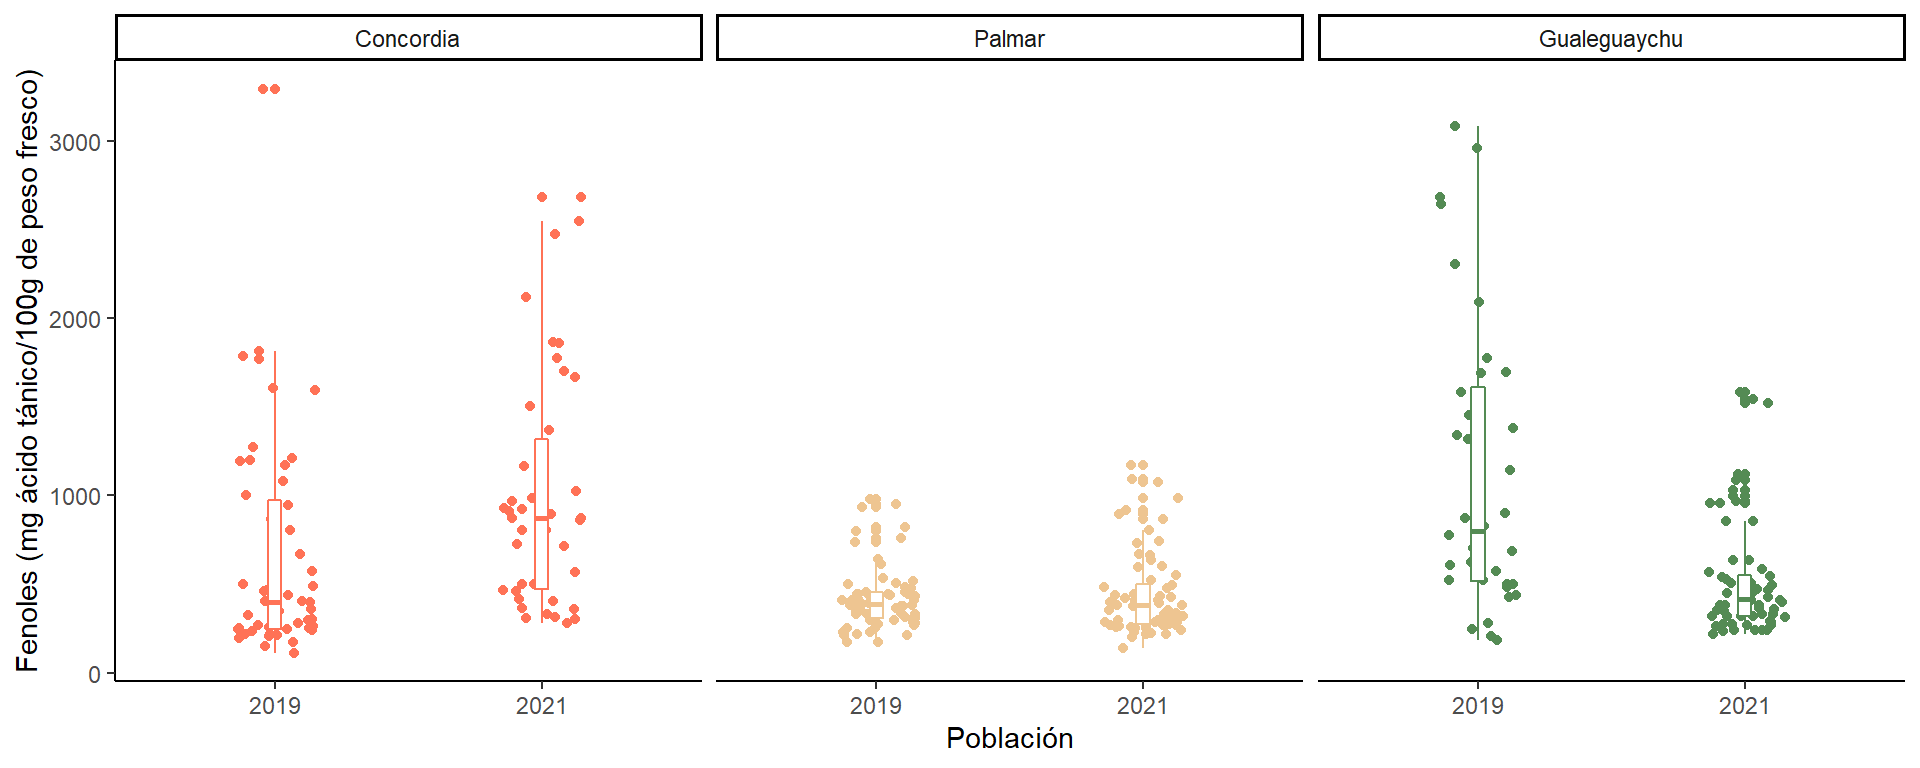 Concordia
Palmar
Gualeguaychu
Fenoles (mg ácido tánico/100g de peso fresco)
3000
2000
1000
0
2019
2021
2019
2021
2019
2021
Población